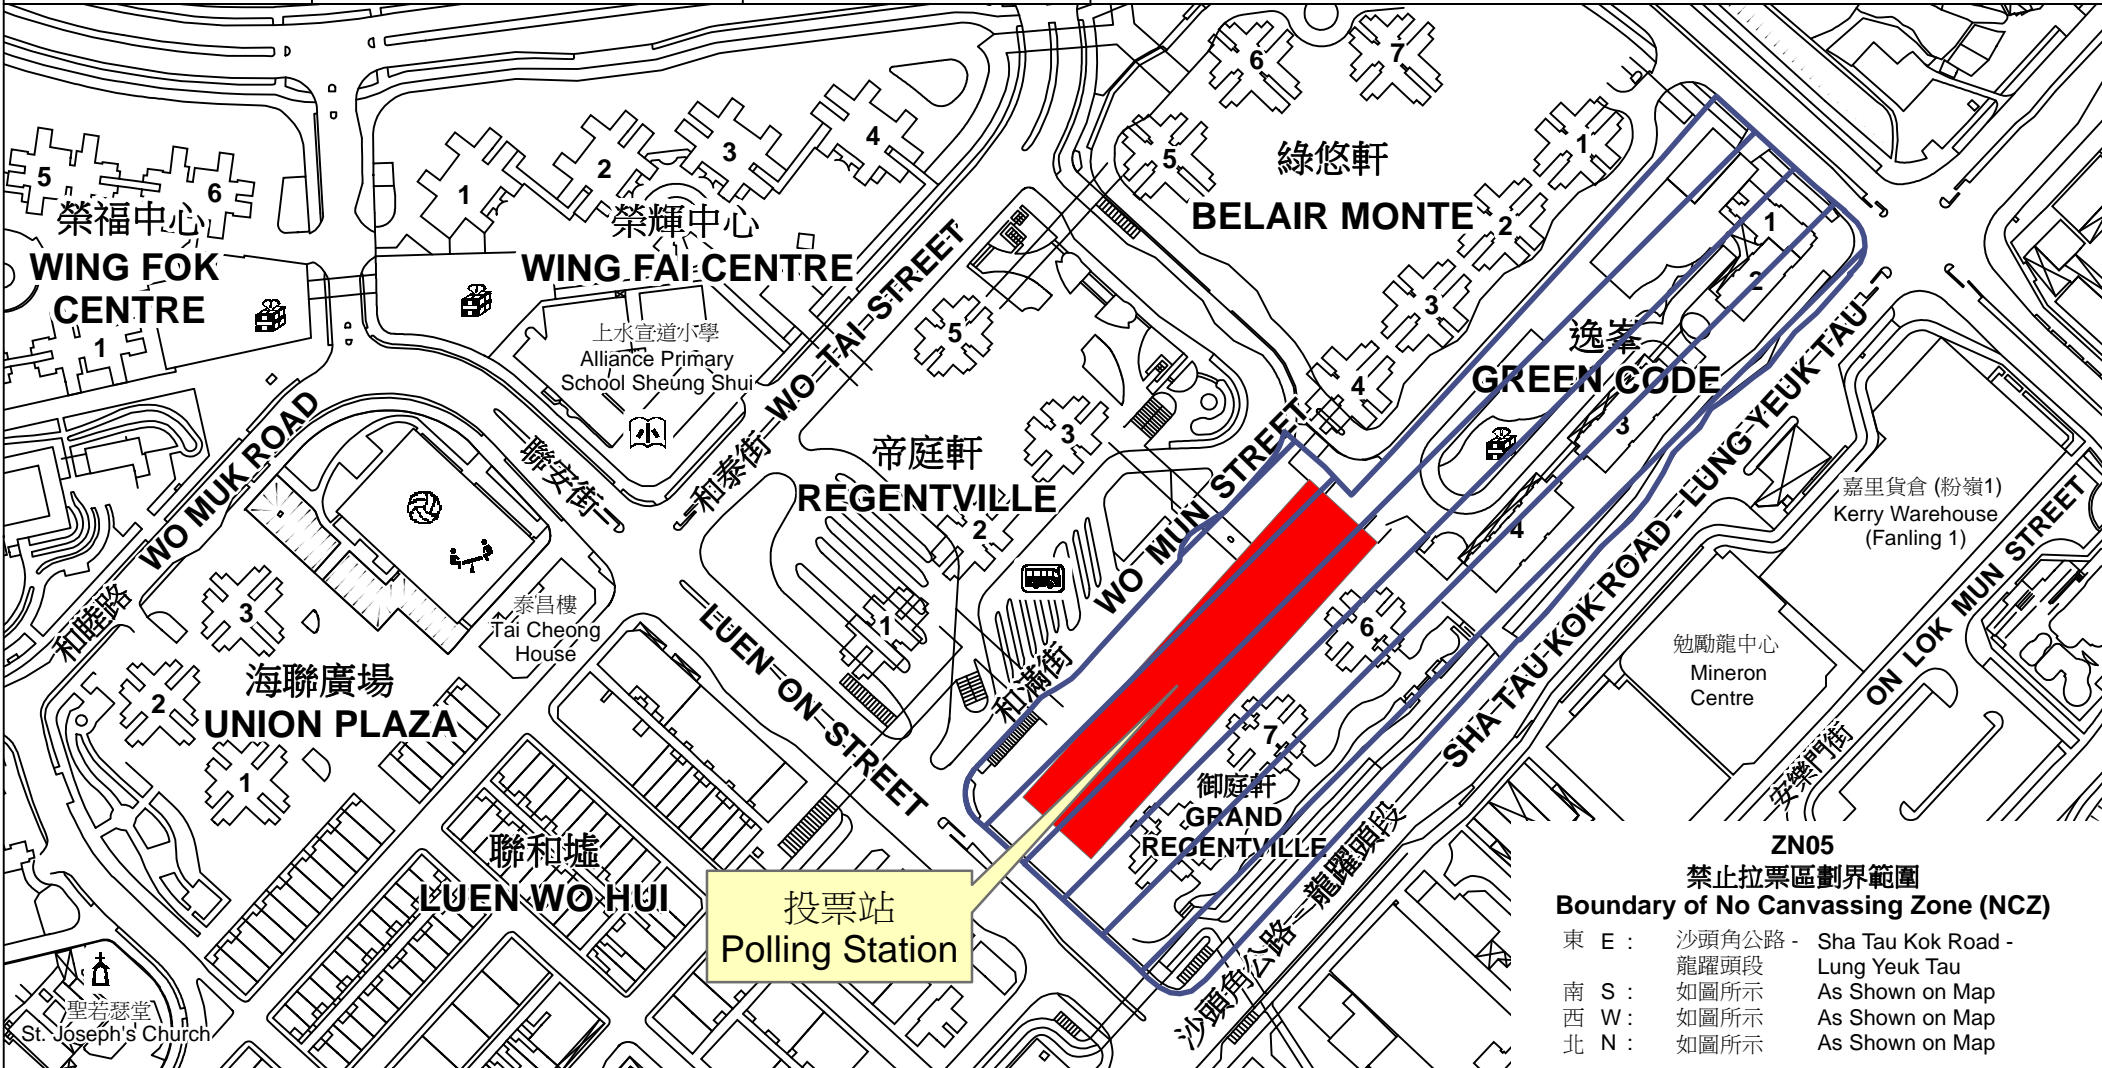 6
7
5
綠悠軒
BELAIR MONTE
1
2
3
4
5
6
榮福中心
WING FOK
CENTRE
1
1
2
3
4
榮輝中心
WING FAI CENTRE
上水宣道小學
Alliance Primary
School Sheung Shui
小
和泰街 WO TAI STREET
5
3
帝庭軒
REGENTVILLE
2
1
逸峯
GREEN CODE
1
2
3
4
和睦路 WO MUK ROAD
聯安街
LUEN ON STREET
泰昌樓
Tai Cheong
House
3
海聯廣場
UNION PLAZA
2
1
聯和墟
LUEN WO HUI
聖若瑟堂
St. Joseph's Church
和滿街 WO MUN STREET
6
7
御庭軒
GRAND
REGENTVILLE
沙頭角公路 - 龍躍頭段
SHA TAU KOK ROAD - LUNG YEUK TAU
嘉里貨倉 (粉嶺1)
Kerry Warehouse
(Fanling 1)
勉勵龍中心
Mineron
Centre
安樂門街 ON LOK MUN STREET
投票站
Polling Station
ZN05
禁止拉票區劃界範圍
Boundary of No Canvassing Zone (NCZ)
東 E : 沙頭角公路 - Sha Tau Kok Road -
龍躍頭段 Lung Yeuk Tau
南 S : 如圖所示 As Shown on Map
西 W : 如圖所示 As Shown on Map
北 N : 如圖所示 As Shown on Map